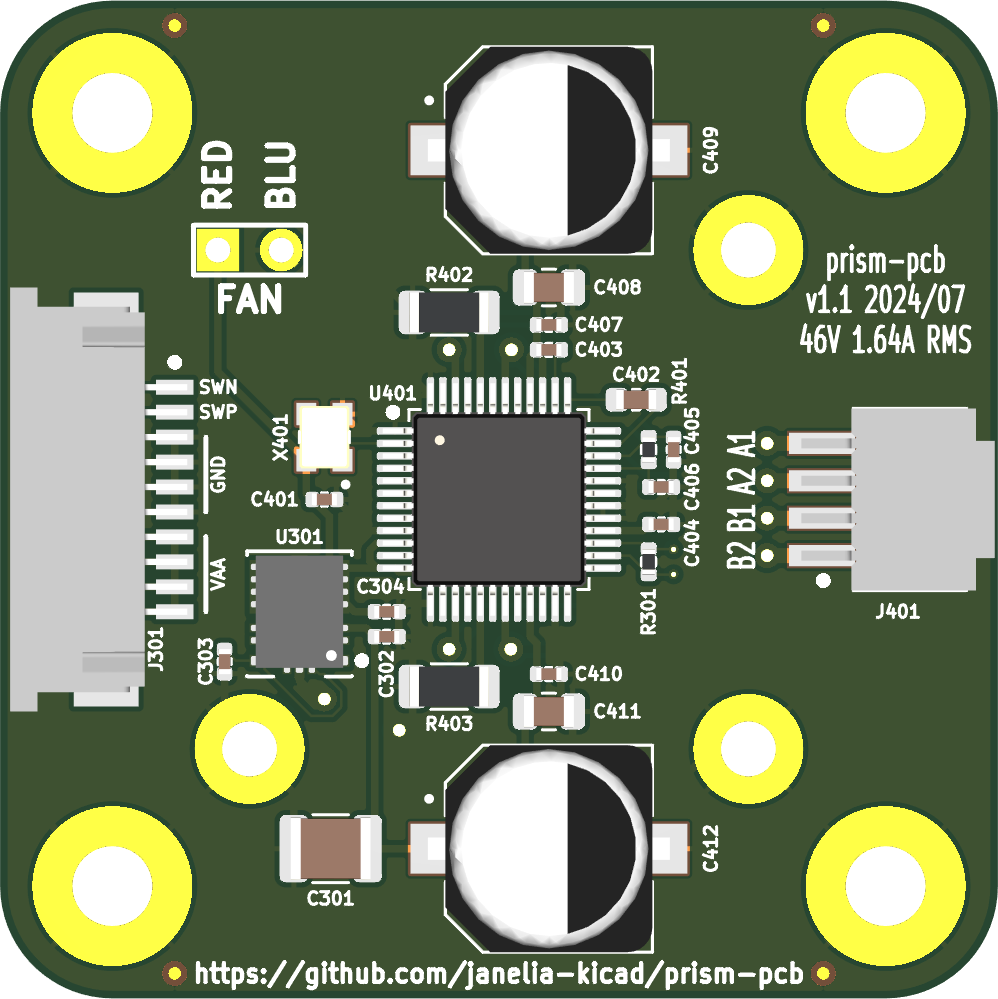 RED
BLU
FAN
C409
R402
C408
C407
C403
prism-pcb
v1.1 2024/07
46V 1.64A RMS
U401
C402
R401
SWN
SWP
X401
C405
GND
C401
C406
A1
A2
B1
B2
U301
C404
VAA
C304
R301
J401
J301
C303
C302
C410
R403
C411
C301
C412
https://github.com/janelia-kicad/prism-pcb